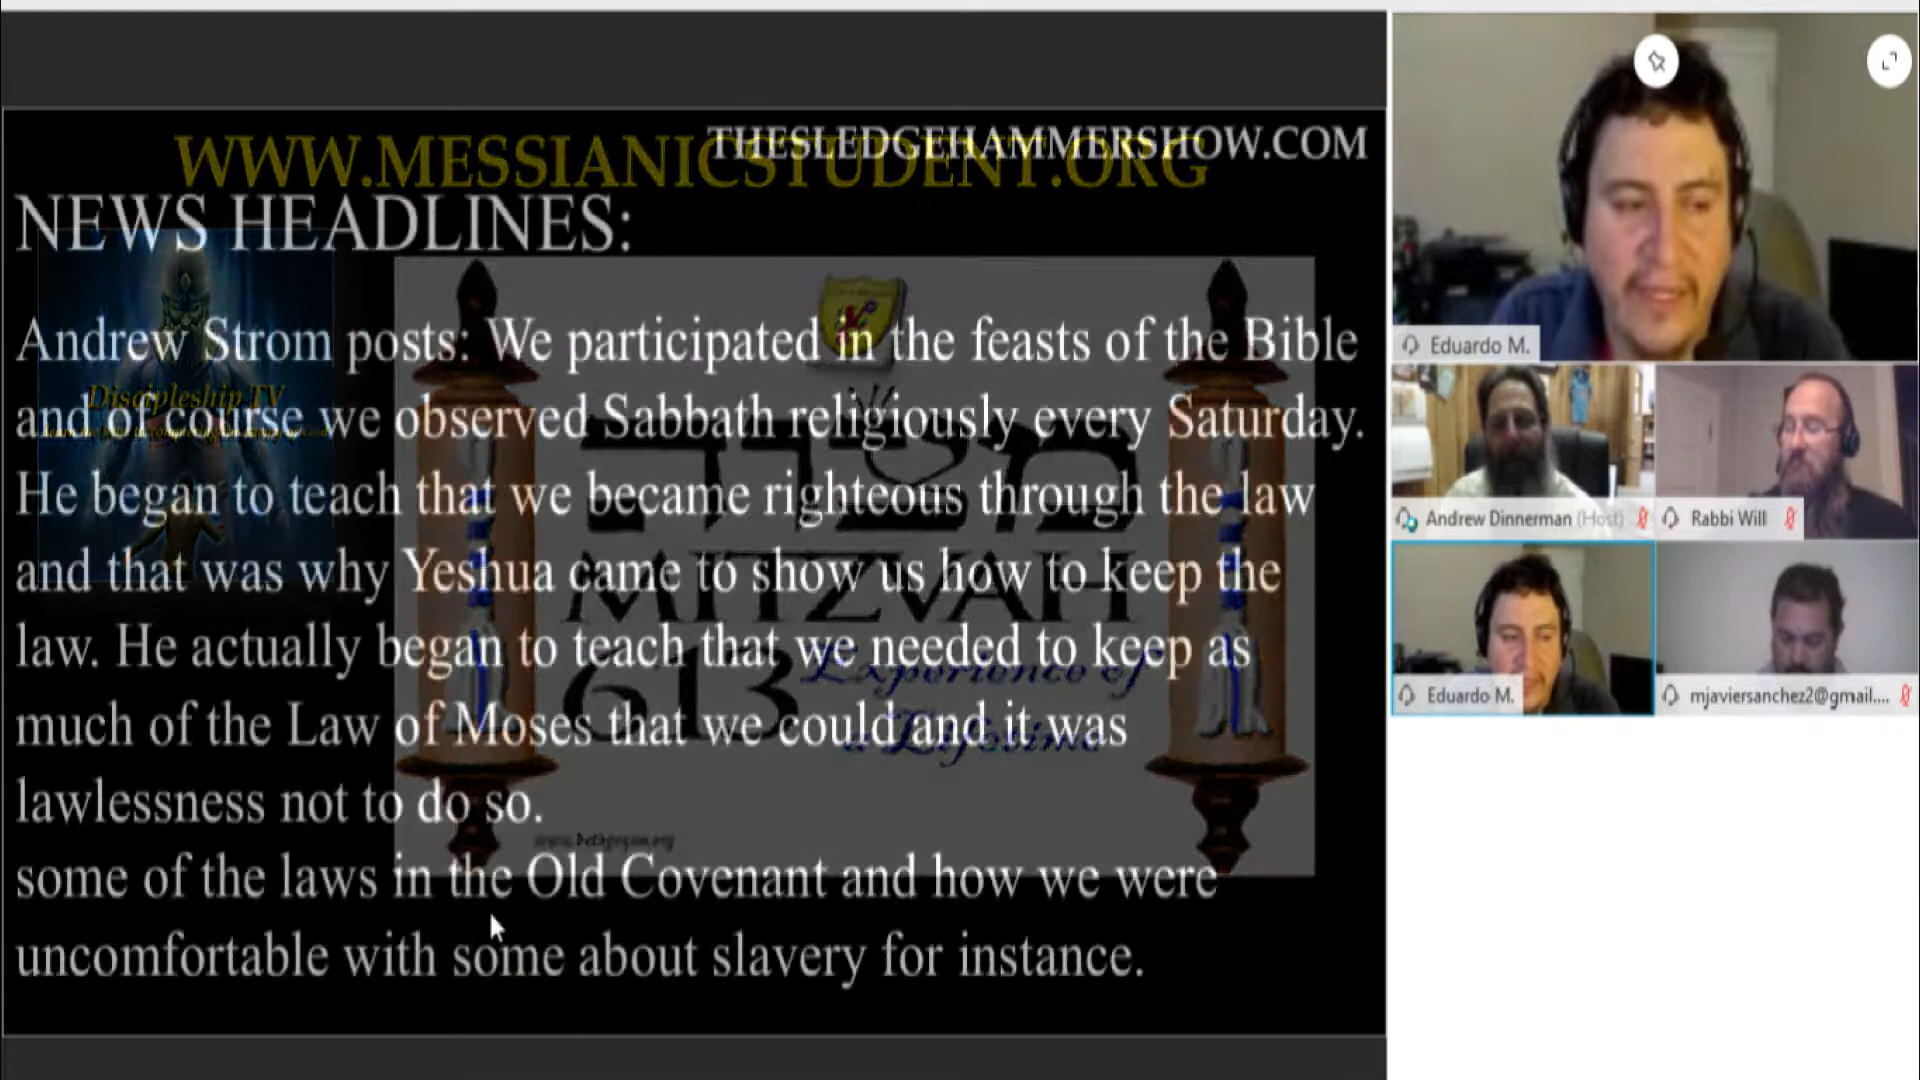 THESLEDGEHAMMERSHOW.COM
WWW.MESSIANICSTUDENT.ORG
NEWS HEADLINES:
Andrew Strom posts: We participated in the feasts of the Bible
and of course we observed Sabbath religiously every Saturday.
He began to teach that we became righteous through the law
and that was why Yeshua came to show us how to keep the
law. He actually began to teach that we needed to keep as
much of the Law of Moses that we could and it was
lawlessness not to do so.
some of the laws in the Old Covenant and how we were
uncomfortable with some about slavery for instance.
Discipleship TV
מצוה
MITZVAH
613 Experience of
a Lifetime
Eduardo M.
Andrew Dinnerman (Host)
Rabbi Will
Eduardo M.
mjaviersanchez2@gmail....